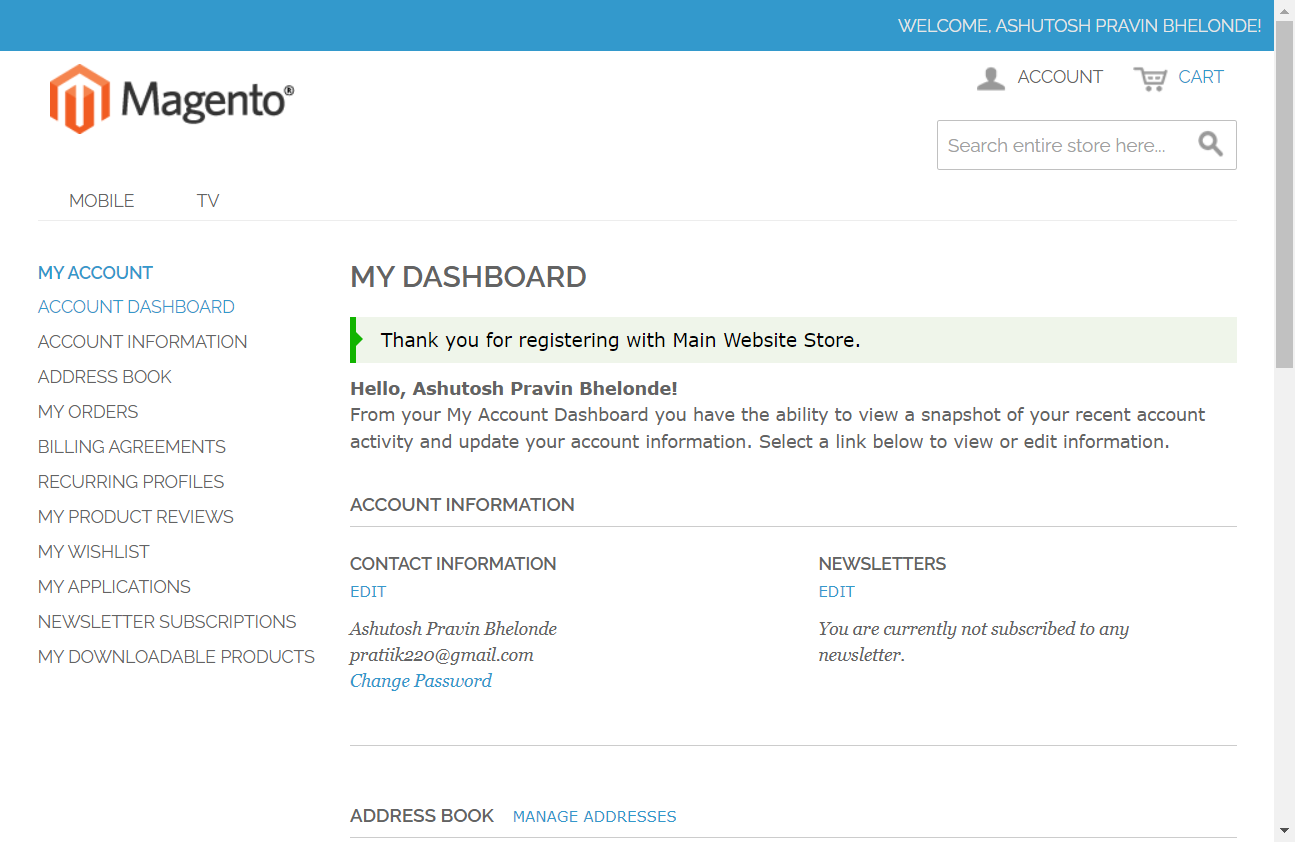 WELCOME, ASHUTOSH PRAVIN BHELONDE!
Magento®
ACCOUNT
CART
Search entire store here...
MOBILE
TV
MY ACCOUNT
ACCOUNT DASHBOARD
ACCOUNT INFORMATION
ADDRESS BOOK
MY ORDERS
BILLING AGREEMENTS
RECURRING PROFILES
MY PRODUCT REVIEWS
MY WISHLIST
MY APPLICATIONS
NEWSLETTER SUBSCRIPTIONS
MY DOWNLOADABLE PRODUCTS
MY DASHBOARD
Thank you for registering with Main Website Store.
Hello, Ashutosh Pravin Bhelonde!
From your My Account Dashboard you have the ability to view a snapshot of your recent account
activity and update your account information. Select a link below to view or edit information.
ACCOUNT INFORMATION
CONTACT INFORMATION
EDIT
Ashutosh Pravin Bhelonde
pratiik220@gmail.com
Change Password
NEWSLETTERS
EDIT
You are currently not subscribed to any
newsletter.
ADDRESS BOOK MANAGE ADDRESSES